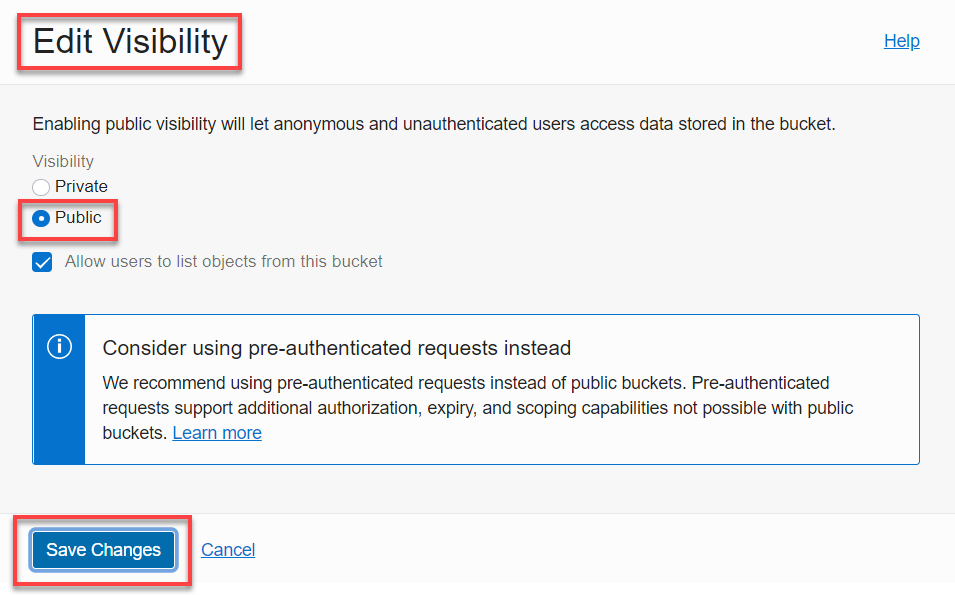 Edit Visibility
Help
Enabling public visibility will let anonymous and unauthenticated users access data stored in the bucket.
Visibility
Private
Public
Allow users to list objects from this bucket
Consider using pre-authenticated requests instead
We recommend using pre-authenticated requests instead of public buckets. Pre-authenticated
requests support additional authorization, expiry, and scoping capabilities not possible with public
buckets. Learn more
Save Changes
Cancel